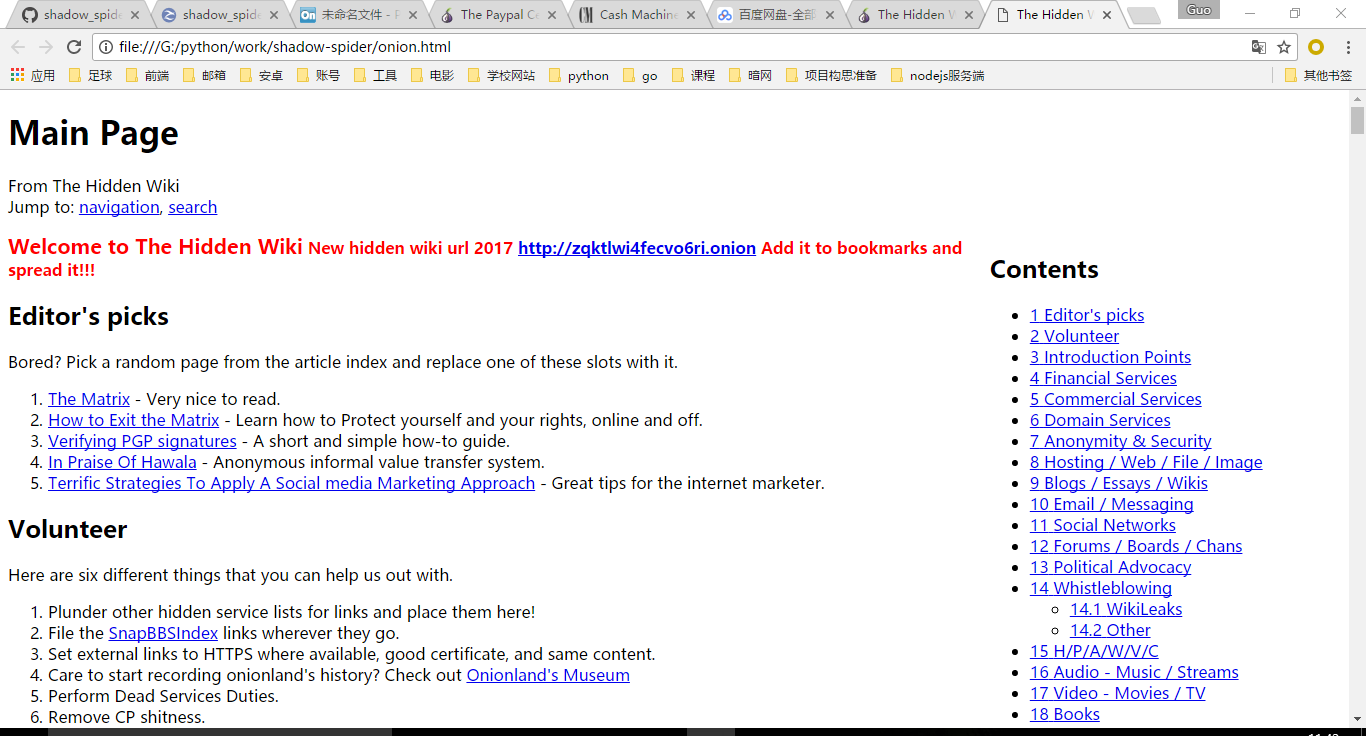 shadow_spide
shadow_spide
未命名文件 - P
The Paypal Ce
Cash Machine
百度网盘-全部
The Hidden W
The Hidden W
Guo
file:///G:/python/work/shadow-spider/onion.html
应用 足球 前端 邮箱 安卓 账号 工具 电影 学校网站 python go 课程 暗网 项目构思准备 nodejs服务端 其他书签
Main Page
From The Hidden Wiki
Jump to: navigation, search
Welcome to The Hidden Wiki New hidden wiki url 2017 http://zqktlwi4fecvo6ri.onion Add it to bookmarks and
spread it!!!
Editor's picks
Bored? Pick a random page from the article index and replace one of these slots with it.
1. The Matrix - Very nice to read.
2. How to Exit the Matrix - Learn how to Protect yourself and your rights, online and off.
3. Verifying PGP signatures - A short and simple how-to guide.
4. In Praise Of Hawala - Anonymous informal value transfer system.
5. Terrific Strategies To Apply A Social media Marketing Approach - Great tips for the internet marketer.
Volunteer
Here are six different things that you can help us out with.
1. Plunder other hidden service lists for links and place them here!
2. File the SnapBBSIndex links wherever they go.
3. Set external links to HTTPS where available, good certificate, and same content.
4. Care to start recording onionland's history? Check out Onionland's Museum
5. Perform Dead Services Duties.
6. Remove CP shitness.
Contents
1 Editor's picks
2 Volunteer
3 Introduction Points
4 Financial Services
5 Commercial Services
6 Domain Services
7 Anonymity & Security
8 Hosting / Web / File / Image
9 Blogs / Essays / Wikis
10 Email / Messaging
11 Social Networks
12 Forums / Boards / Chans
13 Political Advocacy
14 Whistleblowing
14.1 WikiLeaks
14.2 Other
15 H/P/A/W/V/C
16 Audio - Music / Streams
17 Video - Movies / TV
18 Books